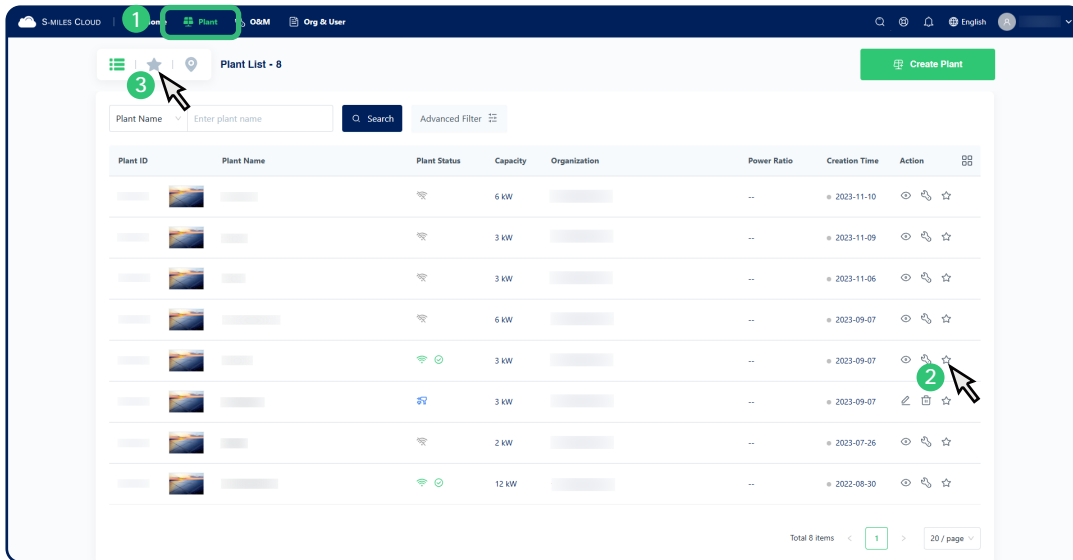 S-MILES CLOUD 1 ome Plant O&M Org & User English
Plant List - 8 Create Plant
3
Plant Name Enter plant name Search Advanced Filter
Plant ID Plant Name Plant Status Capacity Organization Power Ratio Creation Time Action
6 kW -- 2023-11-10
3 kW -- 2023-11-09
3 kW -- 2023-11-06
6 kW -- 2023-09-07
3 kW -- 2023-09-07
2
3 kW -- 2023-09-07
2 kW -- 2023-07-26
12 kW -- 2022-08-30
Total 8 items < 1 > 20 / page